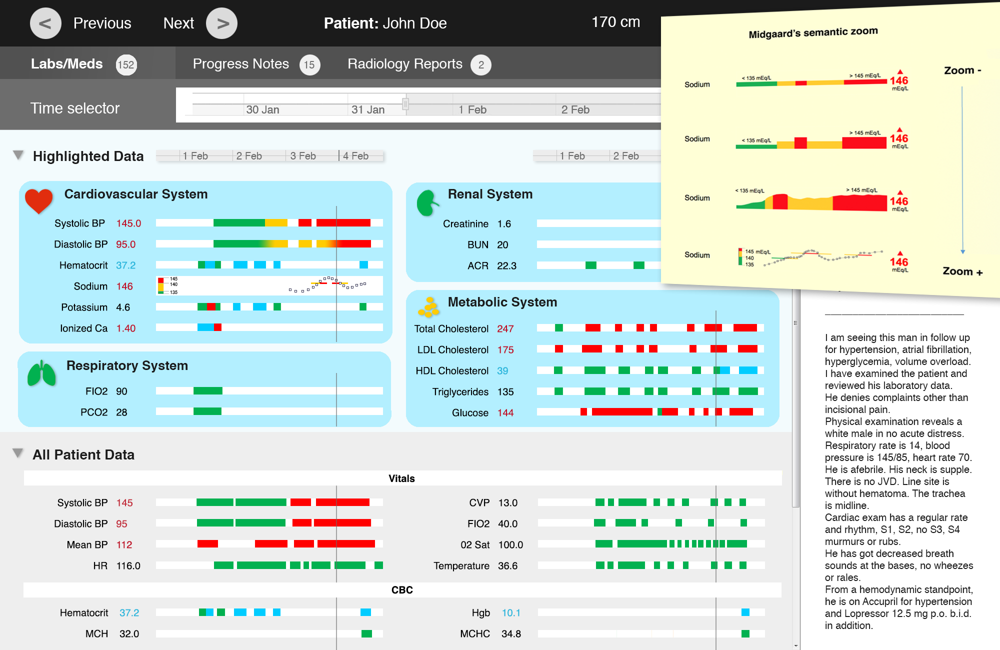 < Previous Next > Patient: John Doe 170 cm
Labs/Meds 152 Progress Notes 15 Radiology Reports 2
Time selector 30 Jan 31 Jan 1 Feb 2 Feb
Midgaard's semantic zoom
Zoom -
Sodium < 135 mEq/L > 145 mEq/L 146 mEq/L
Sodium < 135 mEq/L > 145 mEq/L 146 mEq/L
Sodium < 135 mEq/L > 145 mEq/L 146 mEq/L
Sodium 145 mEq/L 140 135 146 mEq/L
Zoom +
Highlighted Data 1 Feb 2 Feb 3 Feb 4 Feb 1 Feb 2 Feb
Cardiovascular System
Systolic BP 145.0
Diastolic BP 95.0
Hematocrit 37.2
Sodium 146 145 140 135
Potassium 4.6
Ionized Ca 1.40
Respiratory System
FIO2 90
PCO2 28
Renal System
Creatinine 1.6
BUN 20
ACR 22.3
Metabolic System
Total Cholesterol 247
LDL Cholesterol 175
HDL Cholesterol 39
Triglycerides 135
Glucose 144
All Patient Data
Vitals
Systolic BP 145 CVP 13.0
Diastolic BP 95 FIO2 40.0
Mean BP 112 02 Sat 100.0
HR 116.0 Temperature 36.6
CBC
Hematocrit 37.2 Hgb 10.1
MCH 32.0 MCHC 34.8
I am seeing this man in follow up
for hypertension, atrial fibrillation,
hyperglycemia, volume overload.
I have examined the patient and
reviewed his laboratory data.
He denies complaints other than
incisional pain.
Physical examination reveals a
white male in no acute distress.
Respiratory rate is 14, blood
pressure is 145/85, heart rate 70.
He is afebrile. His neck is supple.
There is no JVD. Line site is
without hematoma. The trachea
is midline.
Cardiac exam has a regular rate
and rhythm, S1, S2, no S3, S4
murmurs or rubs.
He has got decreased breath
sounds at the bases, no wheezes
or rales.
From a hemodynamic standpoint,
he is on Accupril for hypertension
and Lopressor 12.5 mg p.o. b.i.d.
in addition.